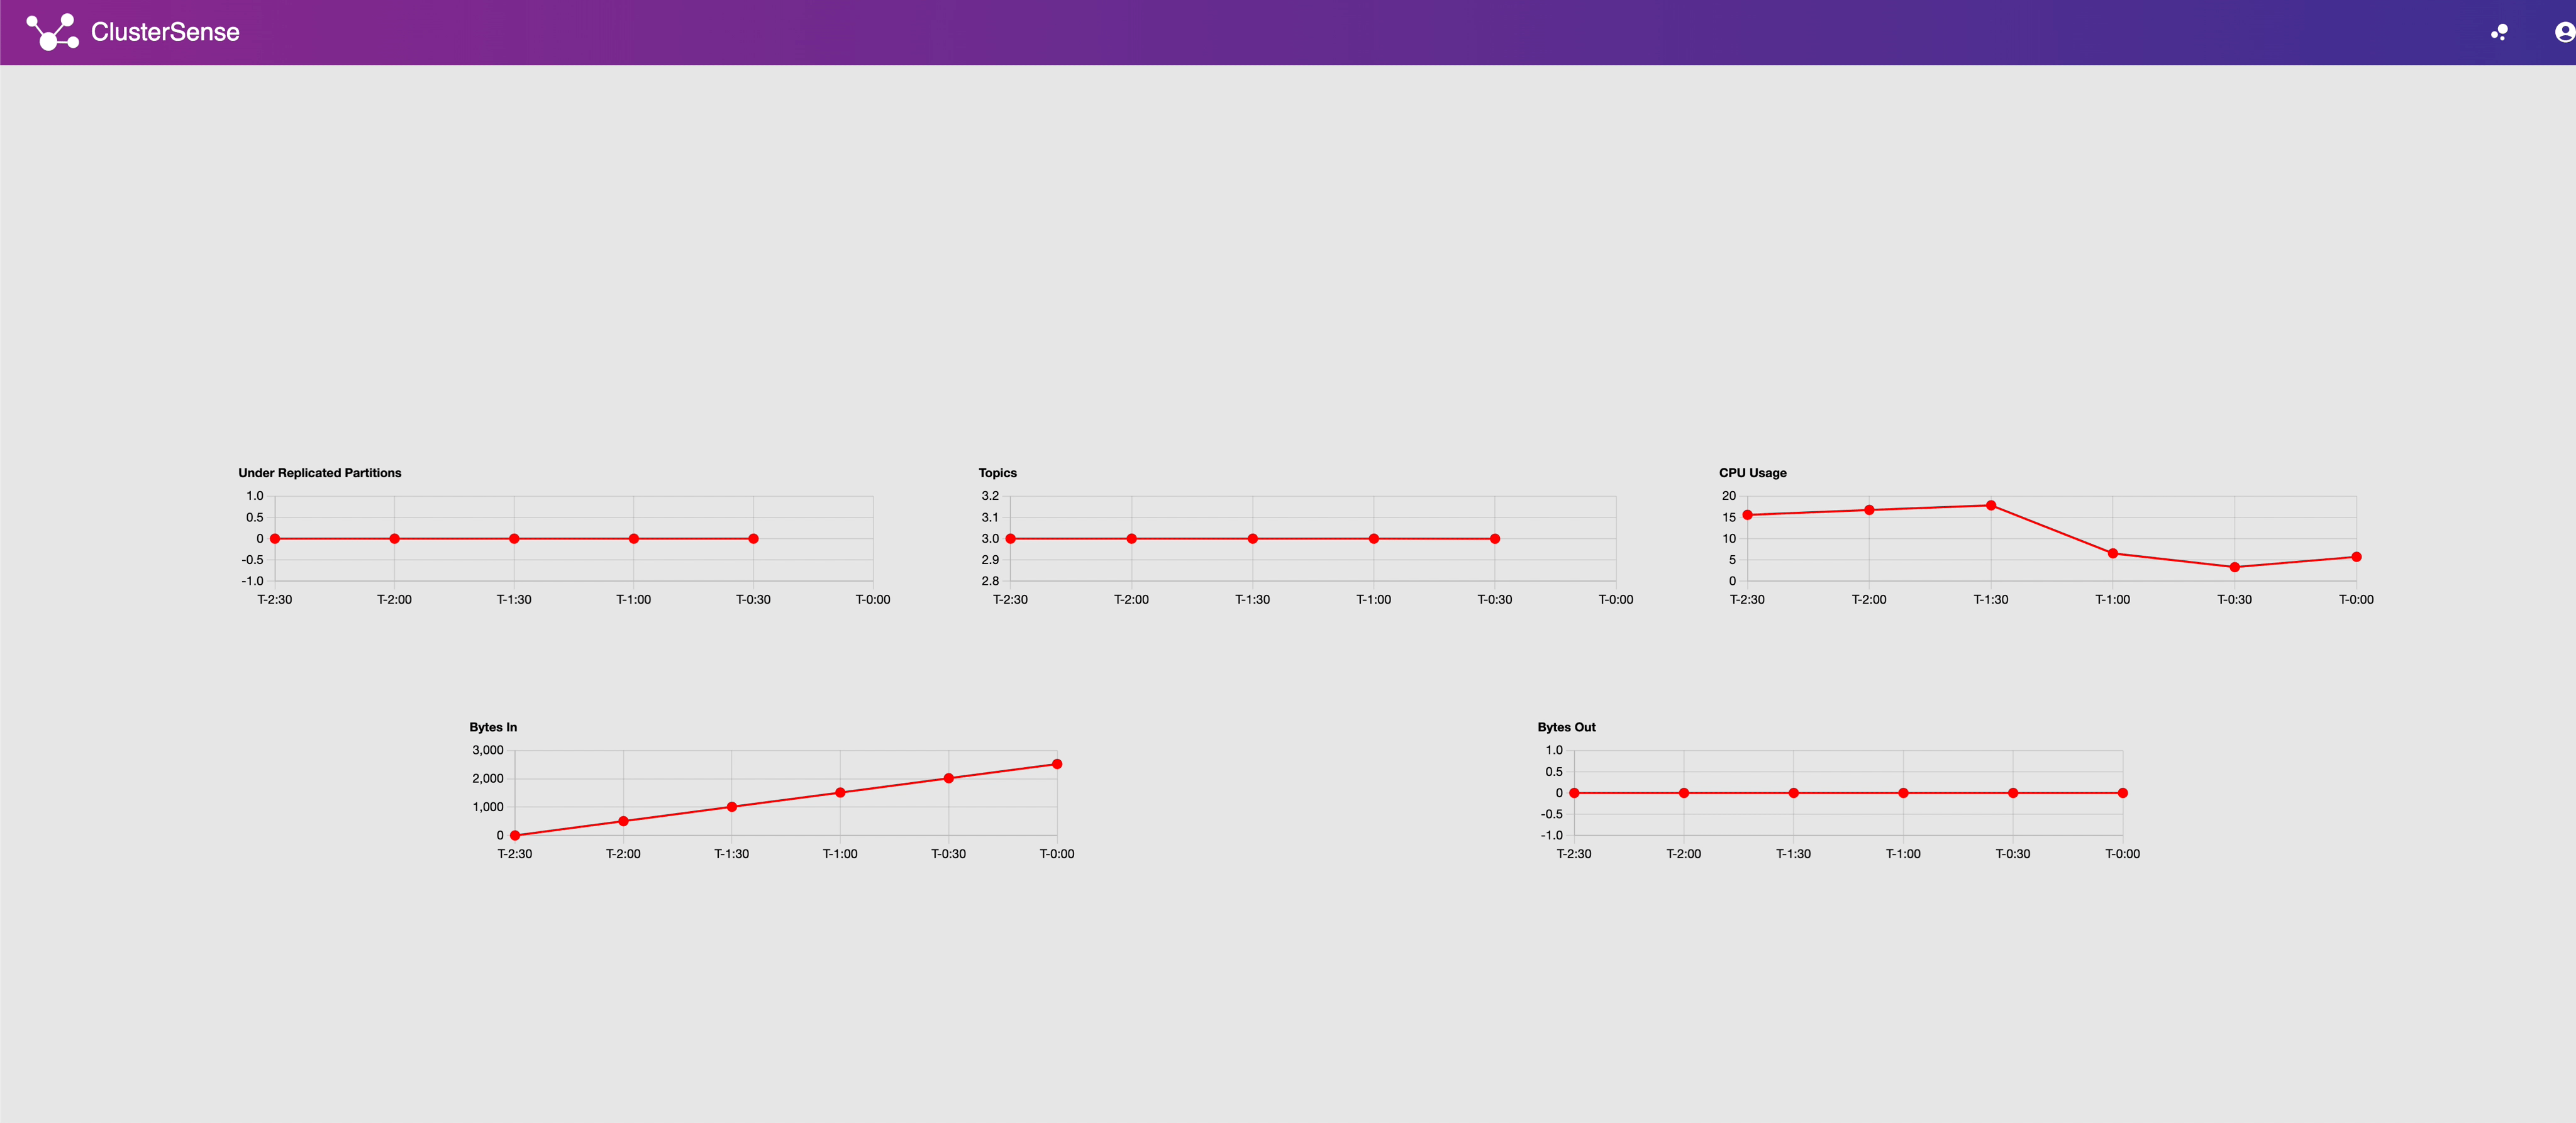 ClusterSense
Under Replicated Partitions
1.0
0.5
0
-0.5
-1.0
T-2:30 T-2:00 T-1:30 T-1:00 T-0:30 T-0:00
Topics
3.2
3.1
3.0
2.9
2.8
T-2:30 T-2:00 T-1:30 T-1:00 T-0:30 T-0:00
CPU Usage
20
15
10
5
0
T-2:30 T-2:00 T-1:30 T-1:00 T-0:30 T-0:00
Bytes In
3,000
2,000
1,000
0
T-2:30 T-2:00 T-1:30 T-1:00 T-0:30 T-0:00
Bytes Out
1.0
0.5
0
-0.5
-1.0
T-2:30 T-2:00 T-1:30 T-1:00 T-0:30 T-0:00